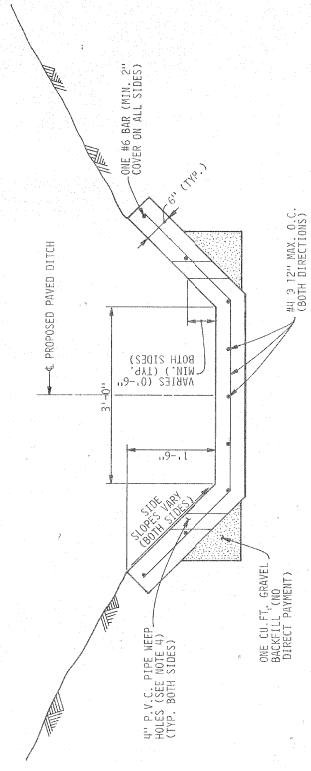 ℄ PROPOSED PAVED DITCH
3'-0"
1'-6"
SIDE
SLOPES VARY
(BOTH SIDES)
VARIES (0'-6"
MIN.) (TYP.
BOTH SIDES)
ONE #6 BAR (MIN. 2"
COVER ON ALL SIDES)
6" (TYP.)
4" P.V.C. PIPE WEEP
HOLES (SEE NOTE 4)
(TYP. BOTH SIDES)
ONE CU.FT. GRAVEL
BACKFILL (NO
DIRECT PAYMENT)
#4 @ 12" MAX. O.C.
(BOTH DIRECTIONS)